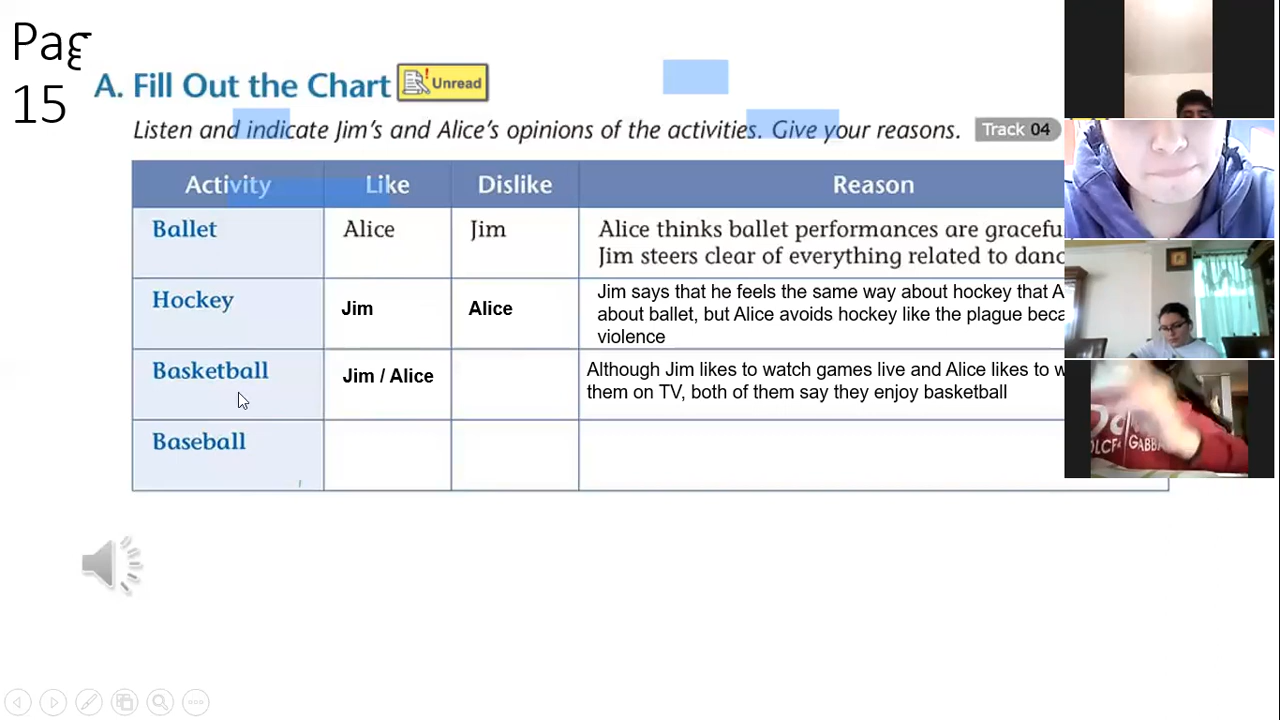 Pag
15
A. Fill Out the Chart
Unread
Listen and indicate Jim's and Alice's opinions of the activities. Give your reasons. Track 04
Activity Like Dislike Reason
Ballet Alice Jim Alice thinks ballet performances are
Jim steers clear of everything related to
Hockey Jim Alice Jim says that he feels the same way about hockey that
about ballet, but Alice avoids hockey like the plague
violence
Basketball Jim / Alice Although Jim likes to watch games live and Alice likes to
them on TV, both of them say they enjoy basketball
Baseball
GABBA